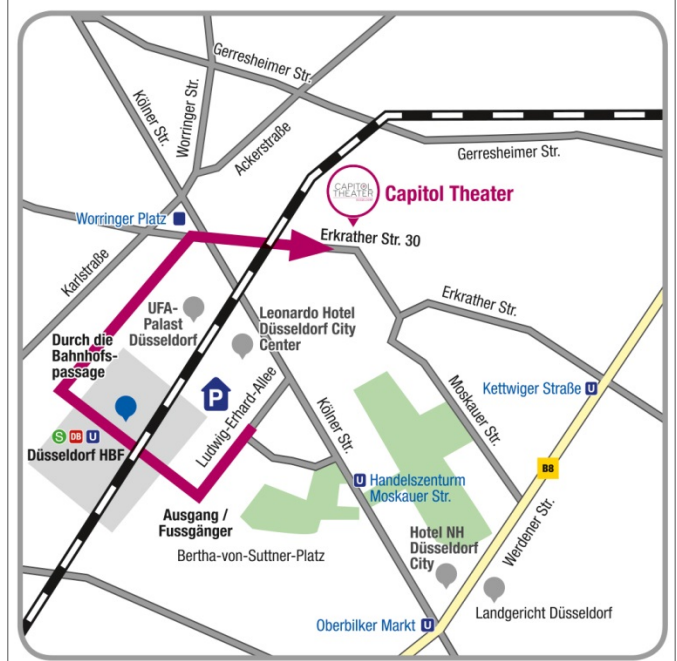 Gerresheimer Str.
Kölner Str.
Worringer Str.
Ackerstraße
Gerresheimer Str.
CAPITOL
THEATER
Capitol Theater
Worringer Platz
Erkrather Str. 30
Karlstraße
UFA-
Palast
Düsseldorf
Leonardo Hotel
Düsseldorf City
Center
Erkrather Str.
Durch die
Bahnhofs-
passage
Kettwiger Straße U
P
Ludwig-Erhard-Allee
Kölner Str.
Moskauer Str.
S DB U
Düsseldorf HBF
B8
U Handelszenturm
Moskauer Str.
Werdener Str.
Ausgang /
Fussgänger
Bertha-von-Suttner-Platz
Hotel NH
Düsseldorf
City
Landgericht Düsseldorf
Oberbilker Markt U